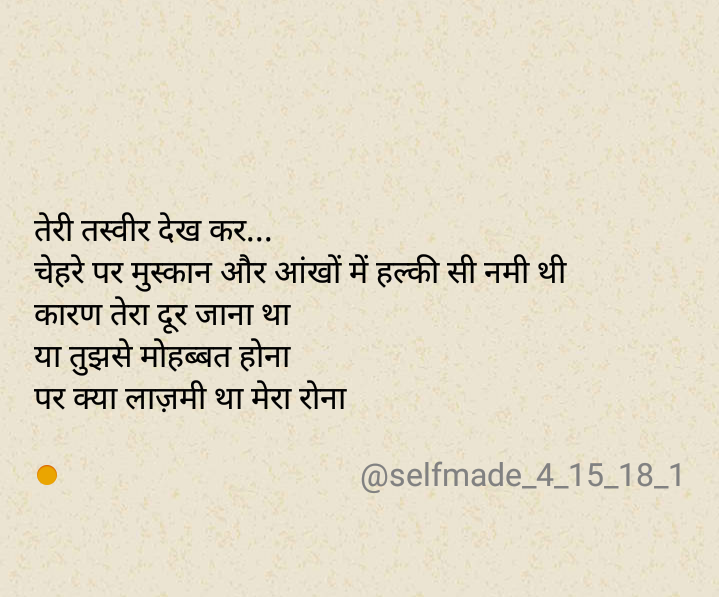 तेरी तस्वीर देख कर...
चेहरे पर मुस्कान और आंखों में हल्की सी नमी थी
कारण तेरा दूर जाना था
या तुझसे मोहब्बत होना
पर क्या लाज़मी था मेरा रोना
@selfmade_4_15_18_1